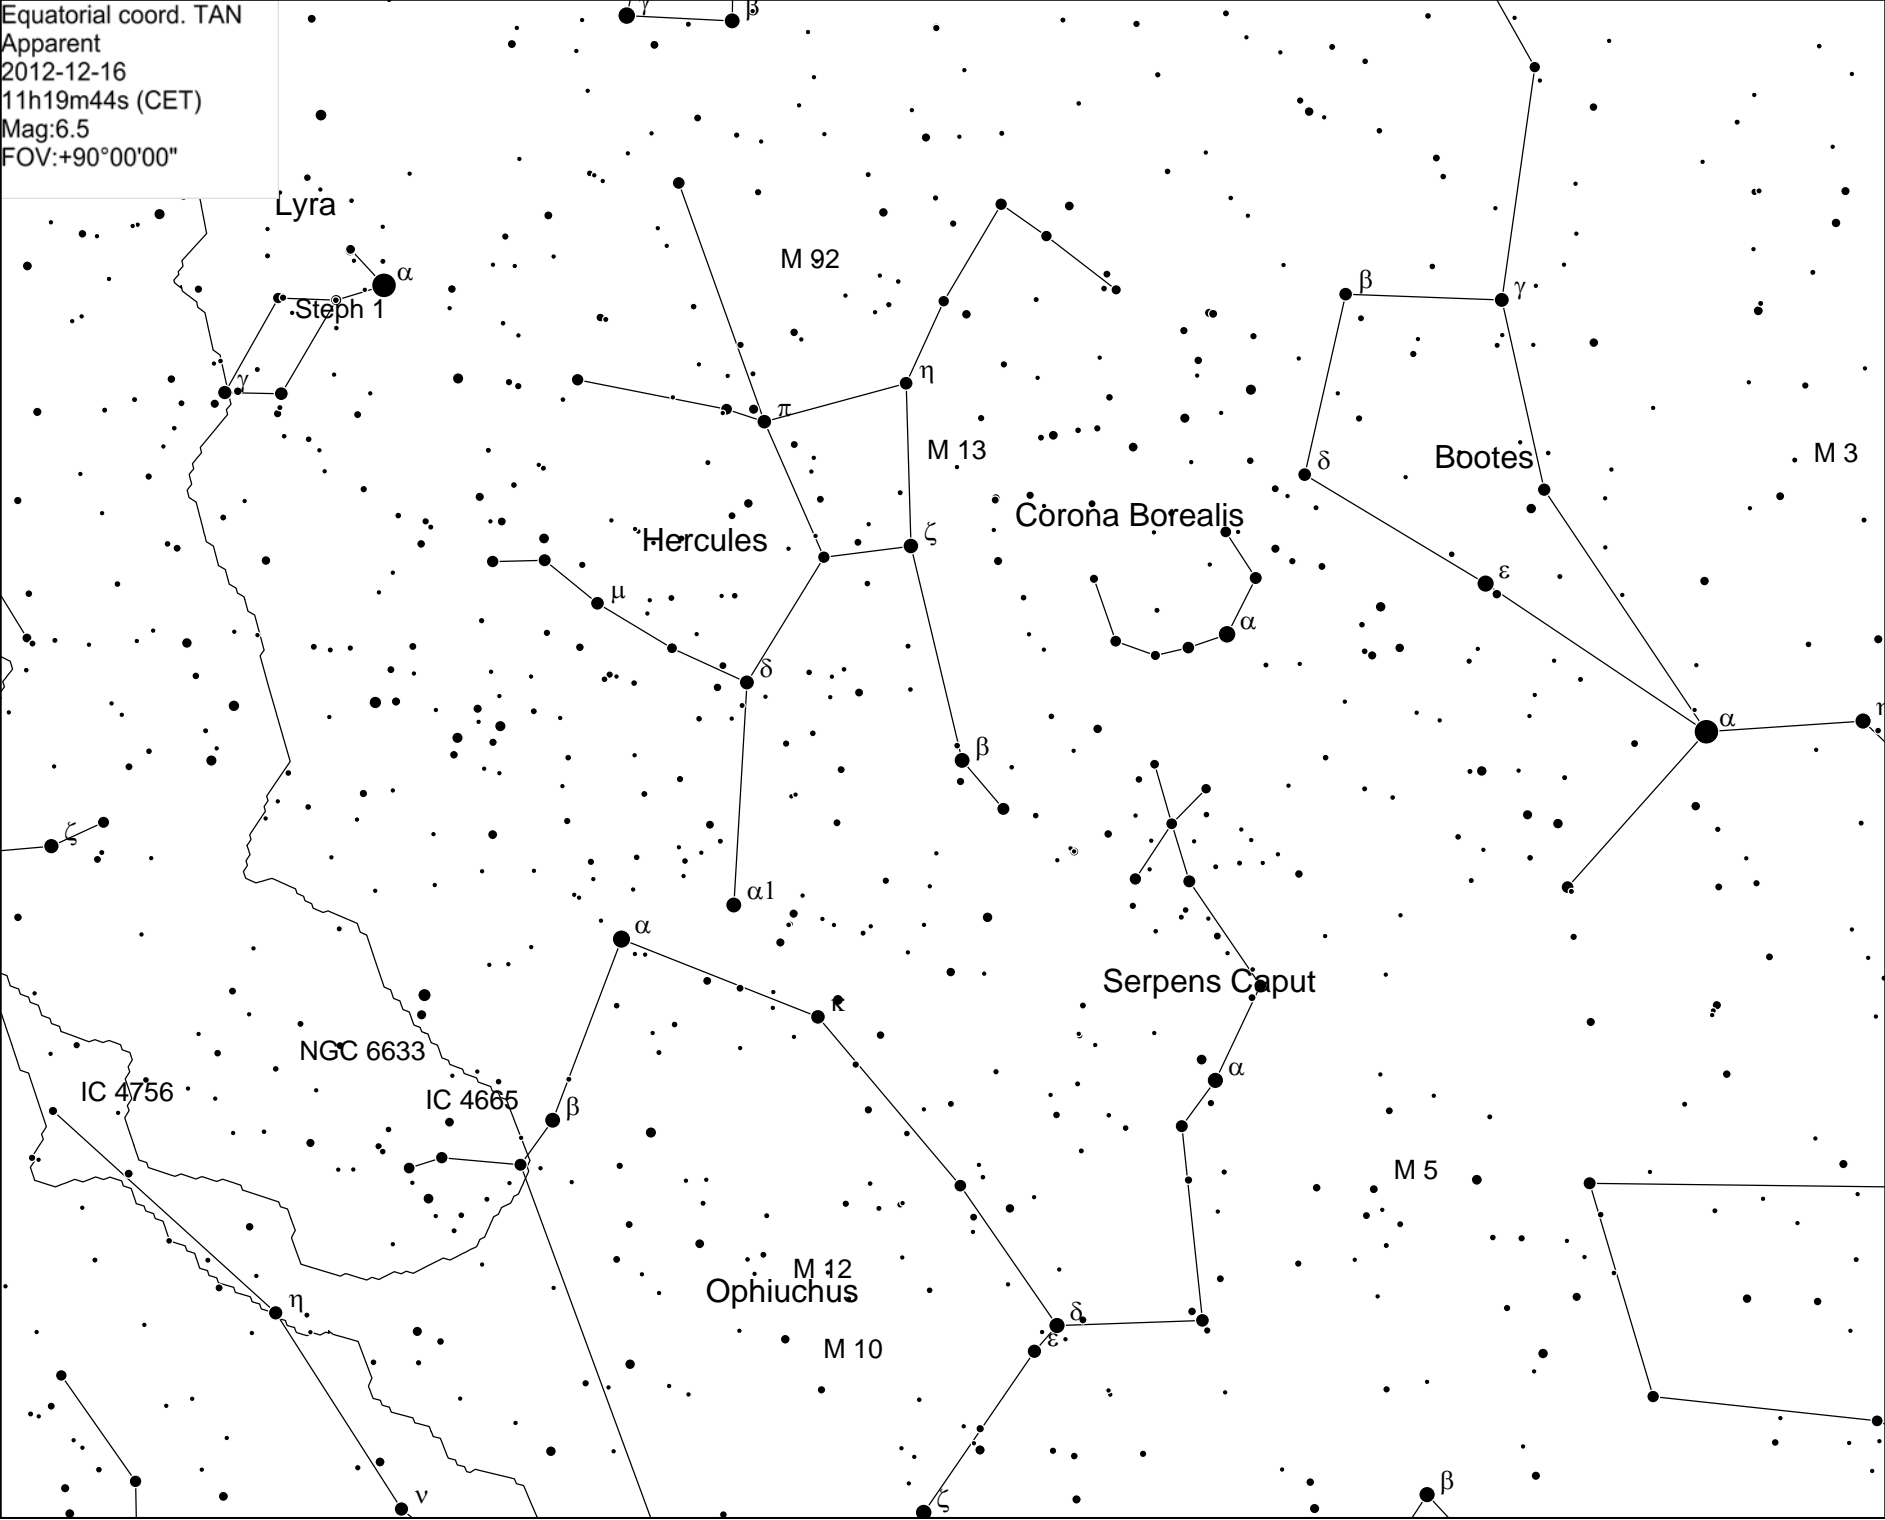 Equatorial coord. TAN
Apparent
2012-12-16
11h19m44s (CET)
Mag:6.5
FOV:+90°00'00"
γ
β
Lyra
M 92
α
Steph 1
β
γ
γ
η
π
M 13
δ
Bootes
M 3
Corona Borealis
Hercules
ζ
ε
μ
α
δ
η
α
β
ζ
α1
α
Serpens Caput
κ
NGC 6633
α
IC 4756
IC 4665
β
M 5
M 12
Ophiuchus
η
δ
ε
M 10
β
ν
ζ